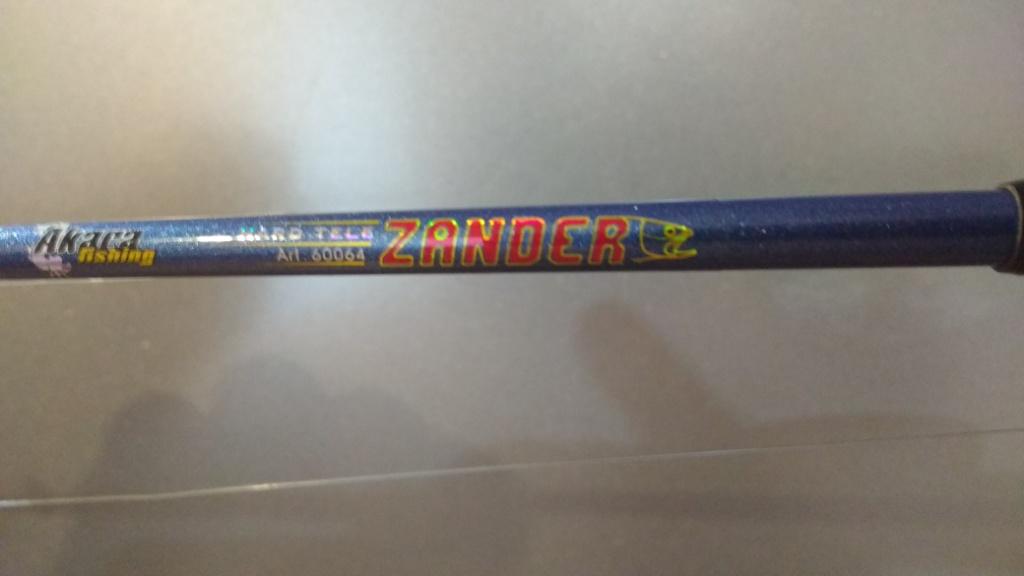 Akara
fishing
HARD TELE
Art. 60064
ZANDER